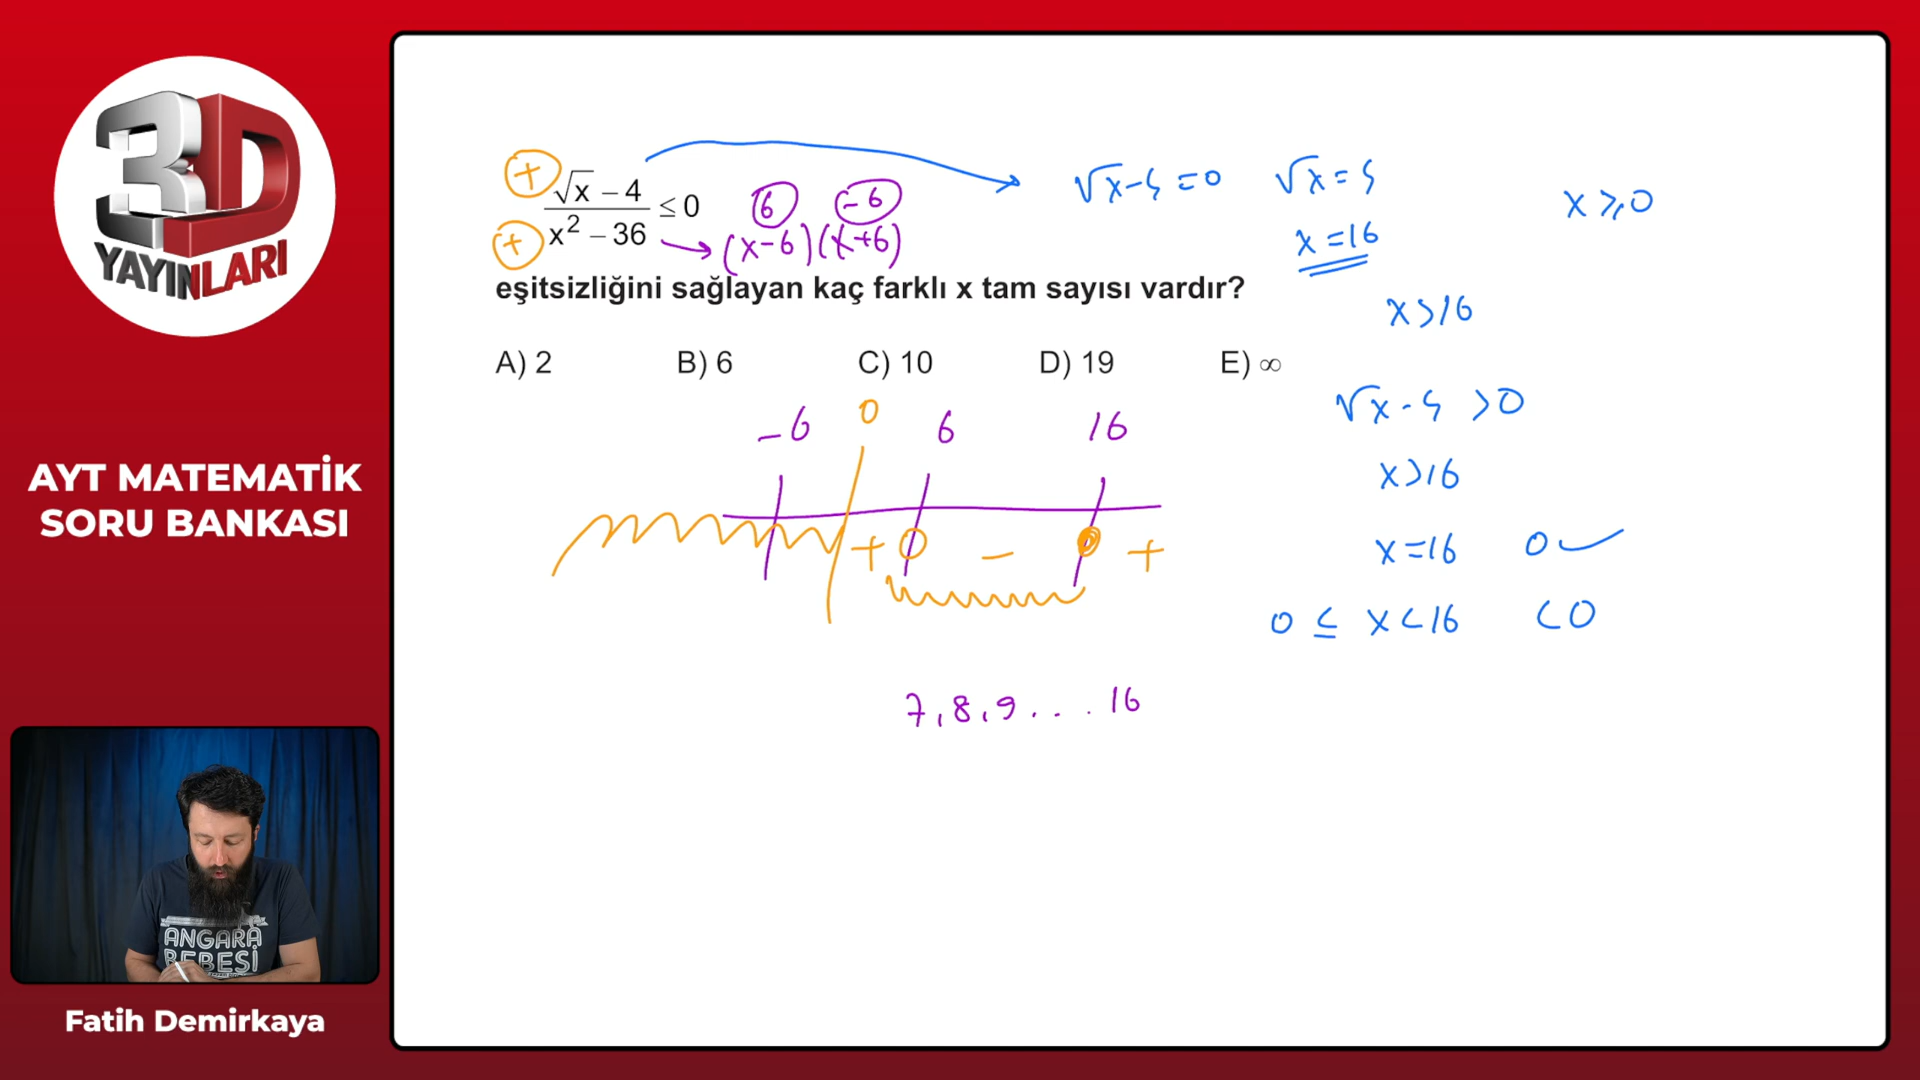 3D
YAYINLARI
AYT MATEMATİK
SORU BANKASI
ANGARA
BEBESİ
Fatih Demirkaya
+ √x − 4 ≤ 0
+ x² − 36 → (x−6)(x+6)
6 −6
√x−4 = 0 √x = 4
x = 16
x ≥ 0
eşitsizliğini sağlayan kaç farklı x tam sayısı vardır?
x > 16
A) 2 B) 6 C) 10 D) 19 E) ∞
√x − 4 > 0
−6 0 6 16
x > 16
+ − +
x = 16 0 ✓
0 ≤ x < 16 < 0
7, 8, 9 . . . 16